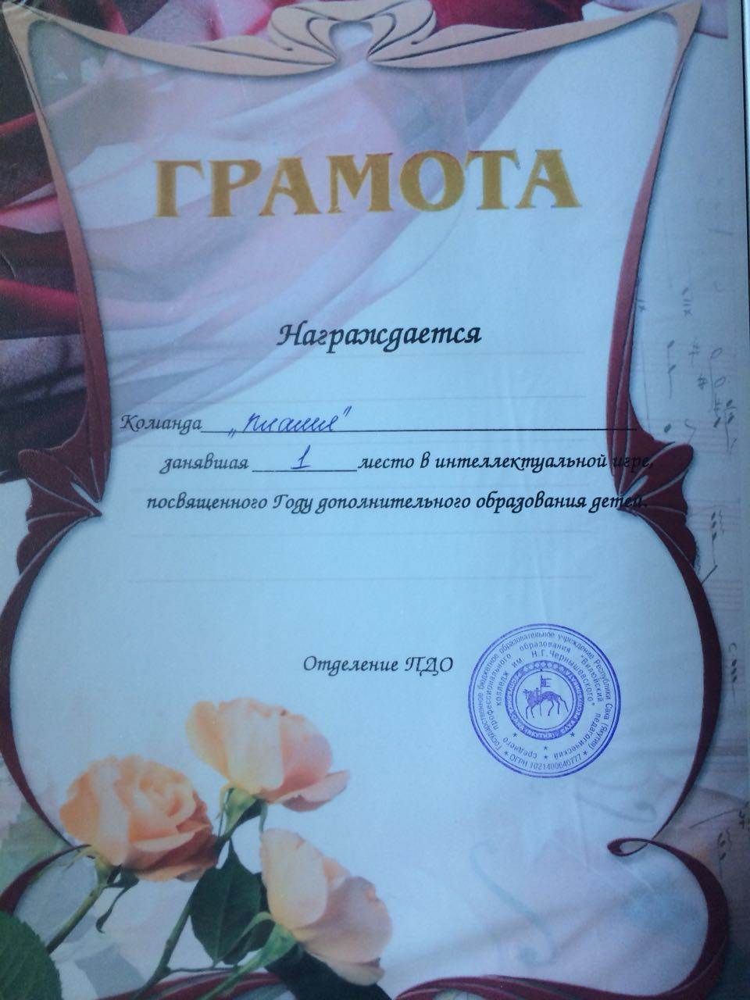 ГРАМОТА
Награждается
Команда
занявшая 1 место в интеллектуальной игре,
посвященного Году дополнительного образования детей.
Отделение ПДО
Государственное бюджетное образовательное учреждение Республики Саха (Якутия)
среднего профессионального образования "Вилюйский педагогический
колледж им Н.Г.Чернышевского"
* ОГРН 1021400640777 *